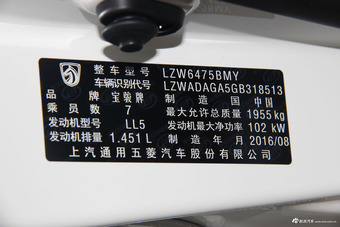 整车型号 LZW6475BMY
车辆识别代号 LZWADAGA5GB318513
品牌 宝骏牌 制造国 中国
乘员数 7 最大允许总质量 1955 kg
发动机型号 LL5 发动机最大净功率 102 kW
发动机排量 1.451 L 制造年月 2016/08
上汽通用五菱汽车股份有限公司